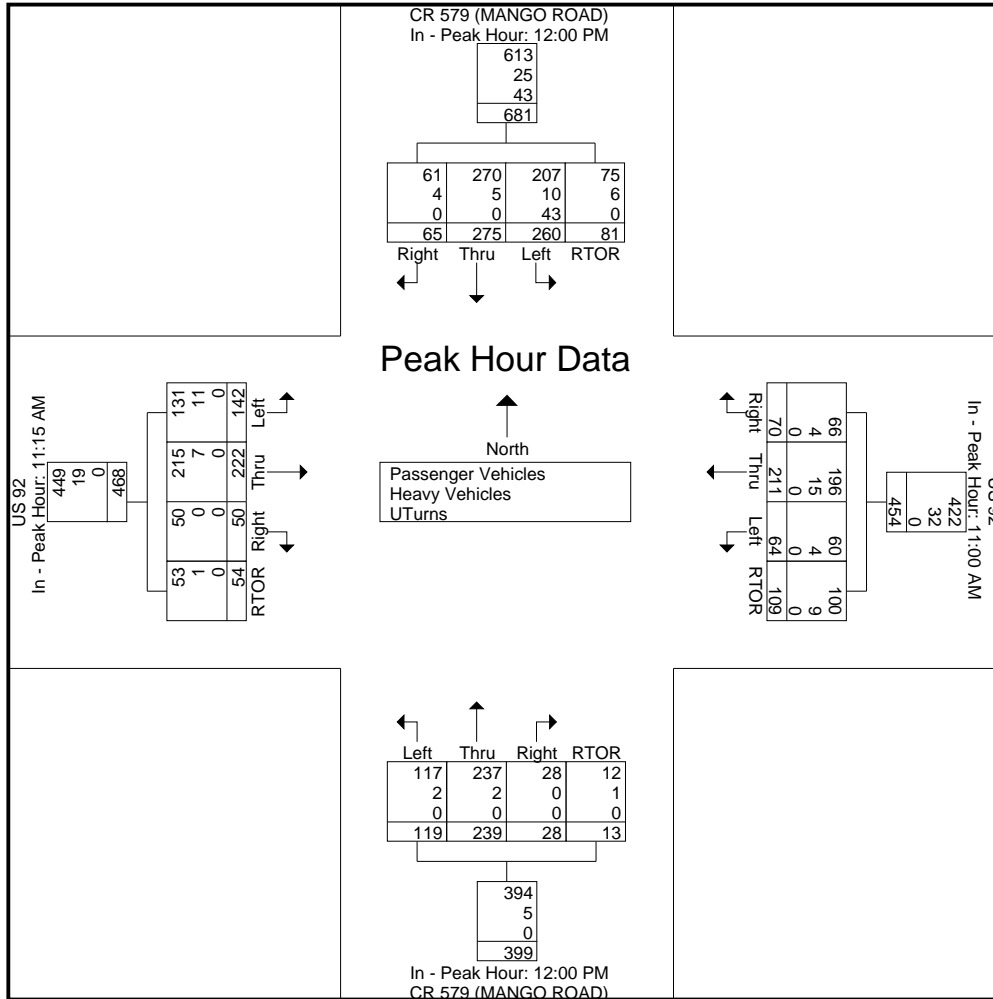 CR 579 (MANGO ROAD)
In - Peak Hour: 12:00 PM
613
25
43
681
61 270 207 75
4 5 10 6
0 0 43 0
65 275 260 81
Right Thru Left RTOR
Peak Hour Data
North
Passenger Vehicles
Heavy Vehicles
UTurns
US 92
In - Peak Hour: 11:15 AM
449
19
0
468
131 11 0 142 Left
215 7 0 222 Thru
50 0 0 50 Right
53 1 0 54 RTOR
Right 70 0 4 66
Thru 211 0 15 196
Left 64 0 4 60
RTOR 109 0 9 100
422
32
0
454
US 92
In - Peak Hour: 11:00 AM
Left Thru Right RTOR
117 237 28 12
2 2 0 1
0 0 0 0
119 239 28 13
394
5
0
399
In - Peak Hour: 12:00 PM
CR 579 (MANGO ROAD)